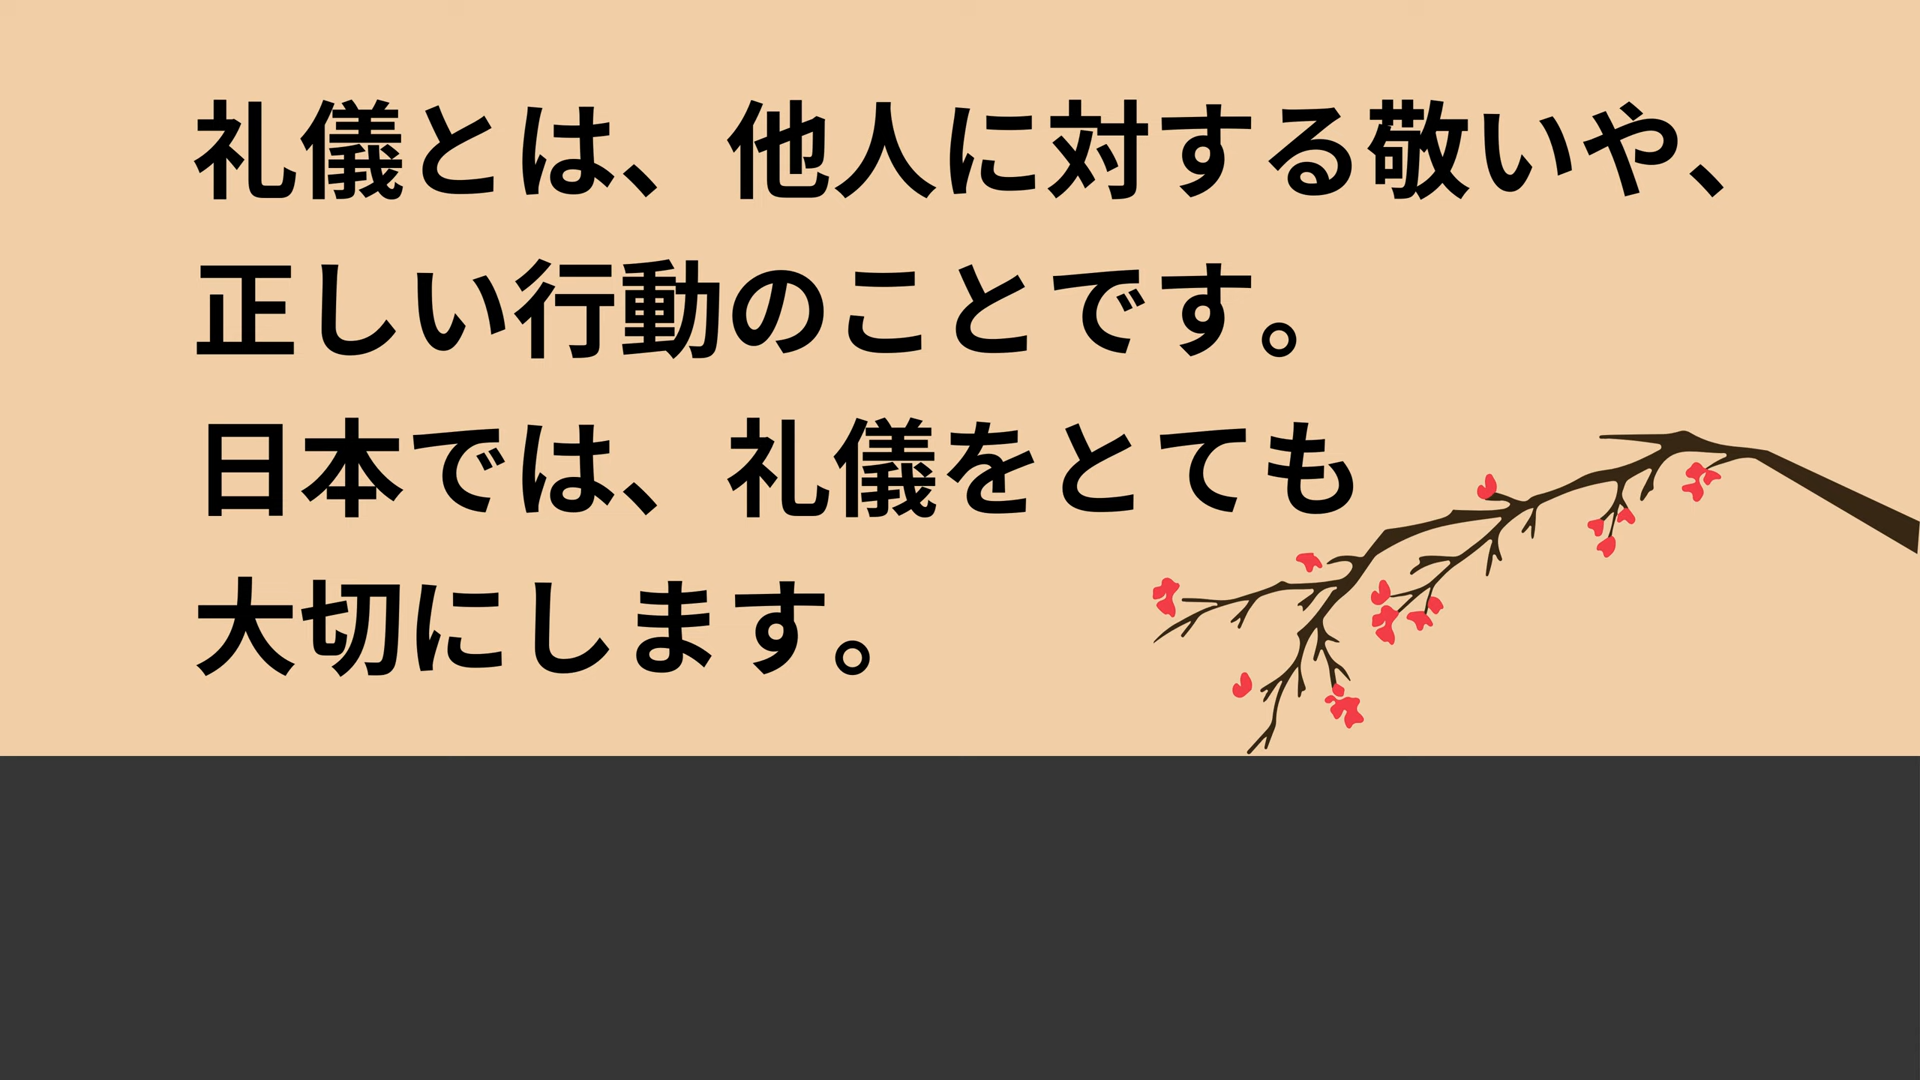 礼儀とは、他人に対する敬いや、
正しい行動のことです。
日本では、礼儀をとても
大切にします。